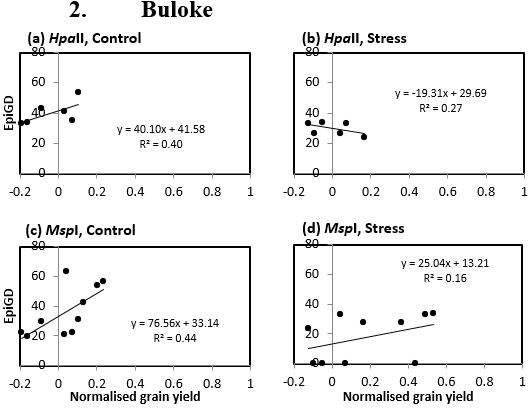 2. Buloke
(a) HpaII, Control
(b) HpaII, Stress
80
60
40
20
0
EpiGD
y = 40.10x + 41.58
R² = 0.40
-0.2 0 0.2 0.4 0.6 0.8 1
80
60
40
20
0
y = -19.31x + 29.69
R² = 0.27
-0.2 0 0.2 0.4 0.6 0.8 1
(c) MspI, Control
(d) MspI, Stress
80
60
40
20
0
EpiGD
y = 76.56x + 33.14
R² = 0.44
-0.2 0 0.2 0.4 0.6 0.8 1
Normalised grain yield
80
60
40
20
0
y = 25.04x + 13.21
R² = 0.16
-0.2 0 0.2 0.4 0.6 0.8 1
Normalised grain yield